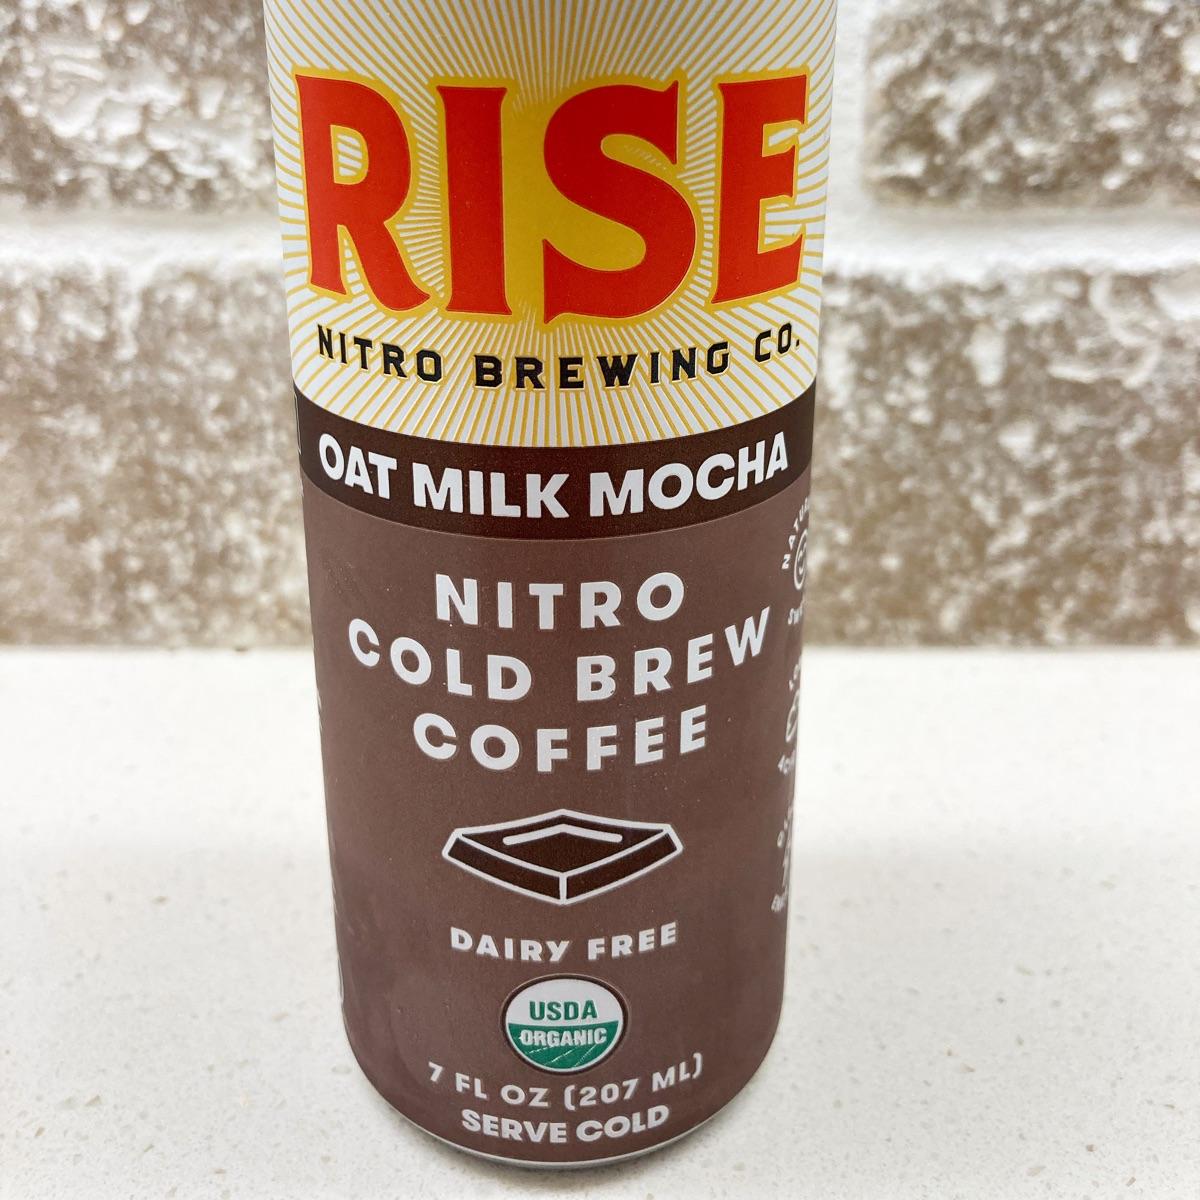 RISE
NITRO BREWING CO.
OAT MILK MOCHA
NITRO
COLD BREW
COFFEE
DAIRY FREE
USDA
ORGANIC
7 FL OZ (207 ML)
SERVE COLD